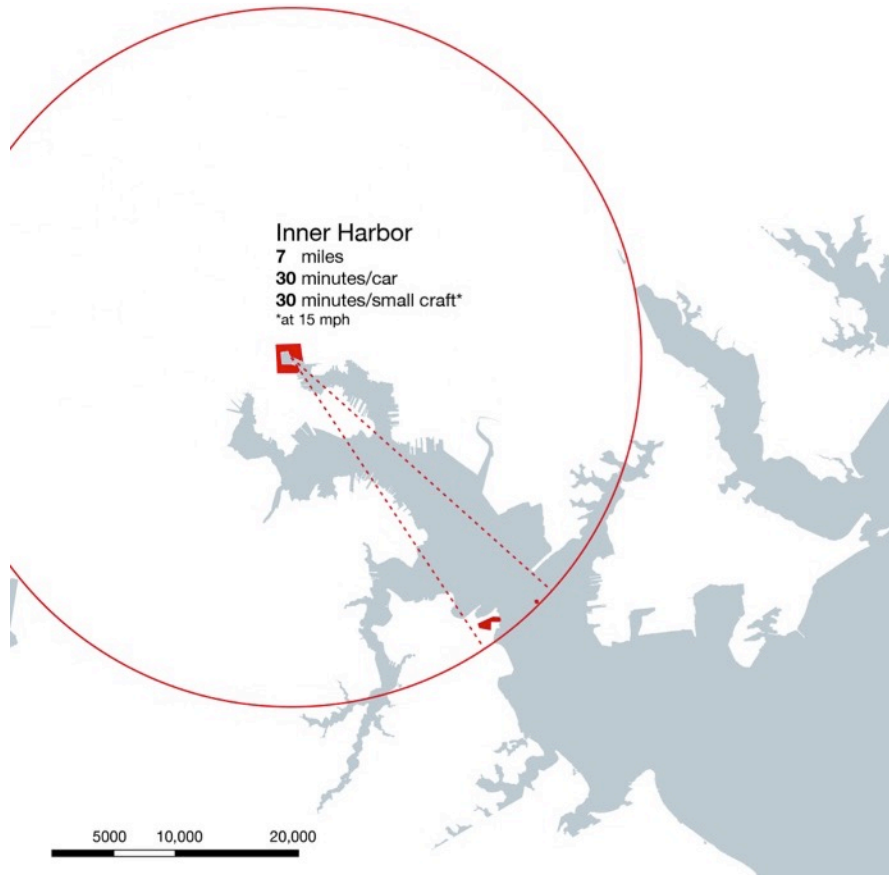 Inner Harbor
7 miles
30 minutes/car
30 minutes/small craft*
*at 15 mph
5000 10,000 20,000